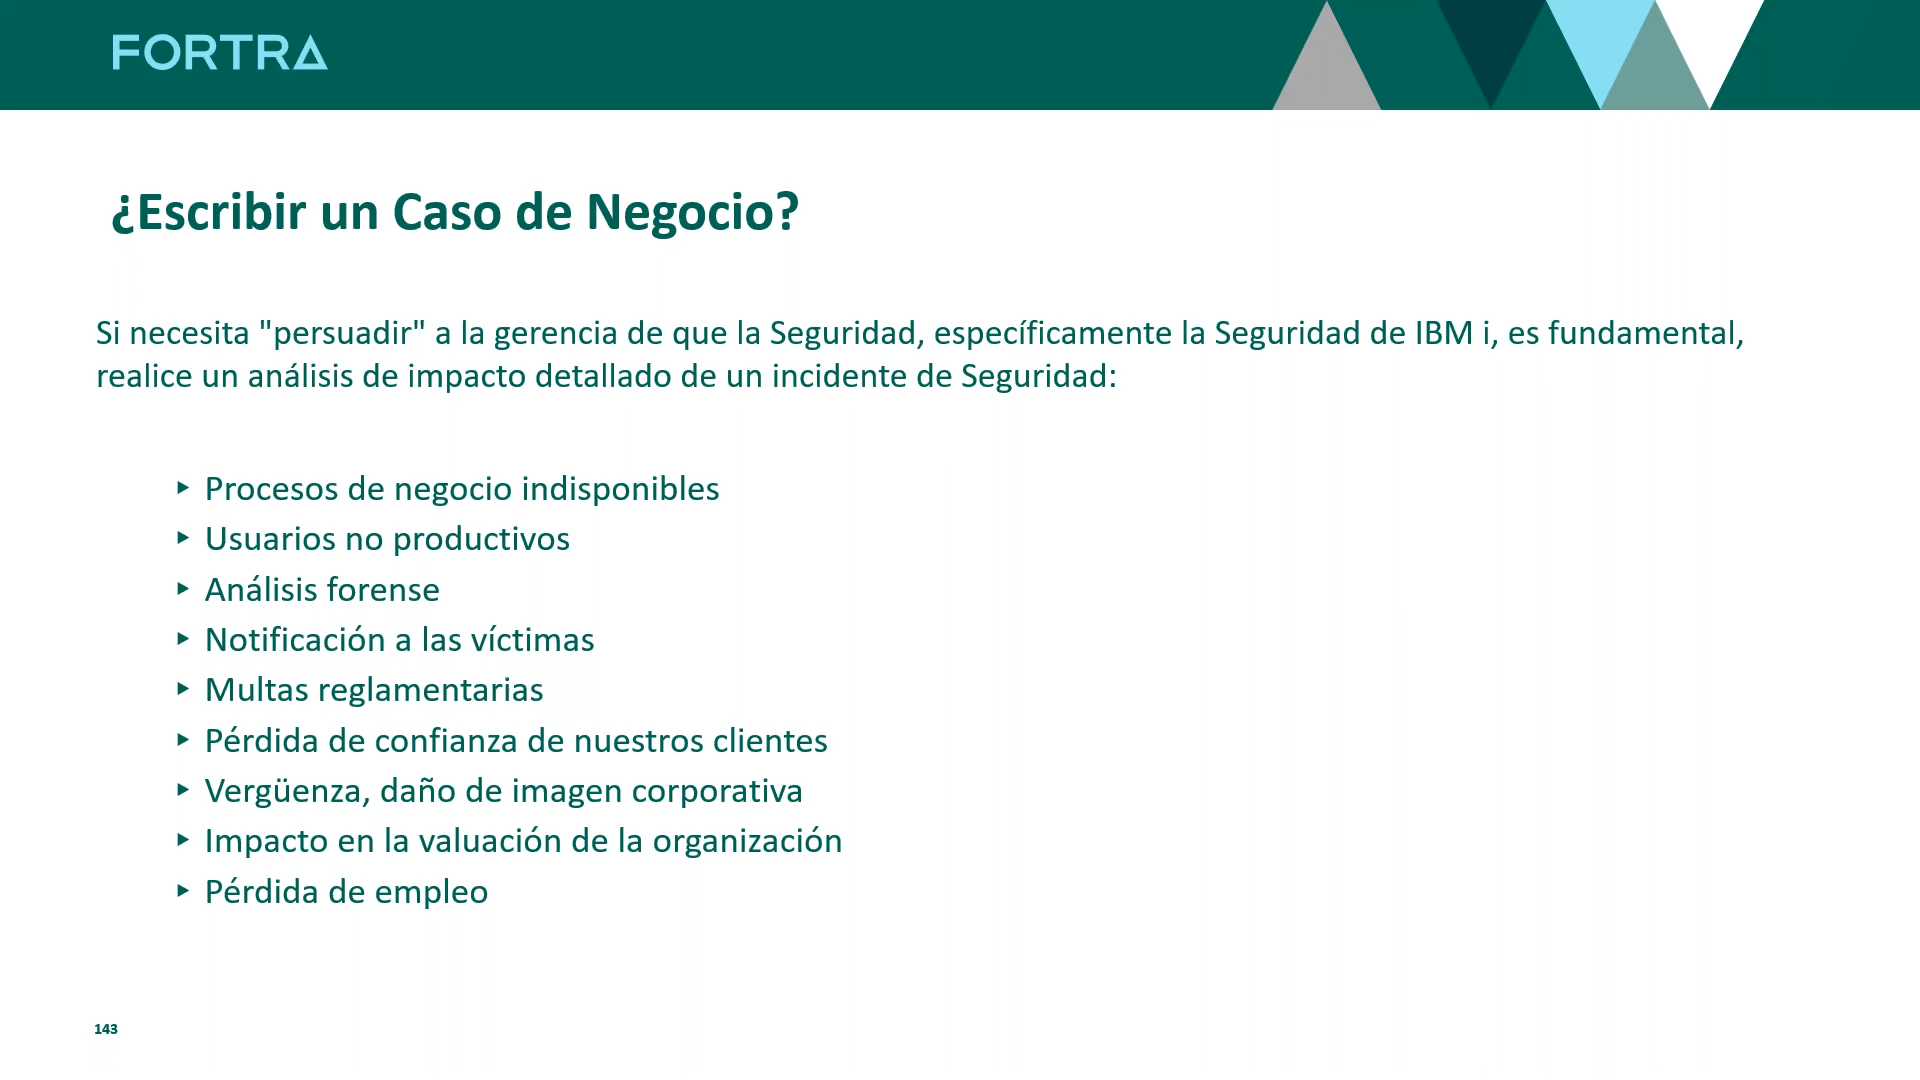 FORTRA
¿Escribir un Caso de Negocio?
Si necesita "persuadir" a la gerencia de que la Seguridad, específicamente la Seguridad de IBM i, es fundamental,
realice un análisis de impacto detallado de un incidente de Seguridad:
‣ Procesos de negocio indisponibles
‣ Usuarios no productivos
‣ Análisis forense
‣ Notificación a las víctimas
‣ Multas reglamentarias
‣ Pérdida de confianza de nuestros clientes
‣ Vergüenza, daño de imagen corporativa
‣ Impacto en la valuación de la organización
‣ Pérdida de empleo
143